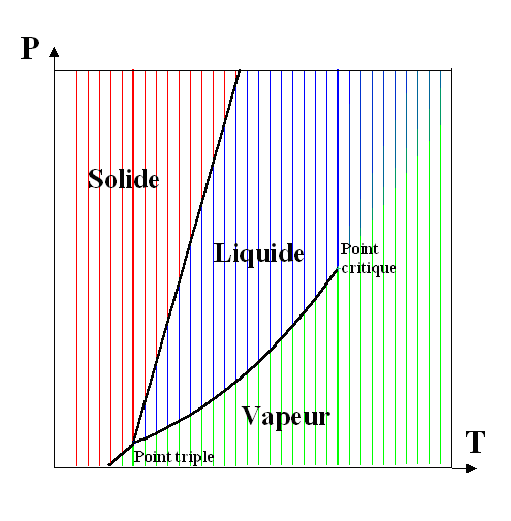 P
Solide
Liquide
Point
critique
Vapeur
T
Point triple